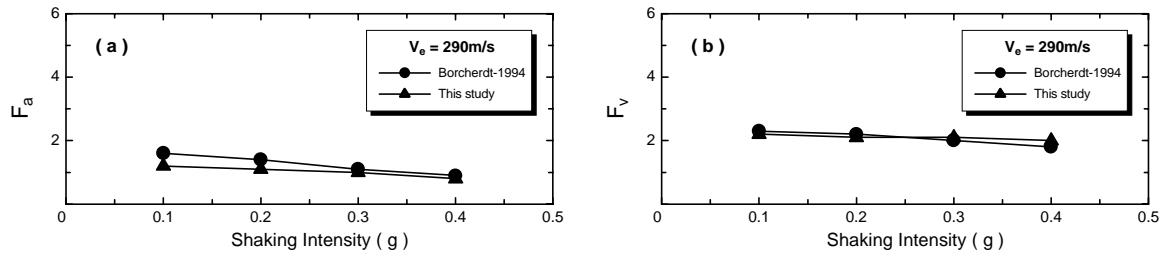 ( a )
V_e = 290m/s
Borcherdt-1994
This study
F_a
6
4
2
0 0.1 0.2 0.3 0.4 0.5
Shaking Intensity ( g )
( b )
V_e = 290m/s
Borcherdt-1994
This study
F_v
6
4
2
0 0.1 0.2 0.3 0.4 0.5
Shaking Intensity ( g )